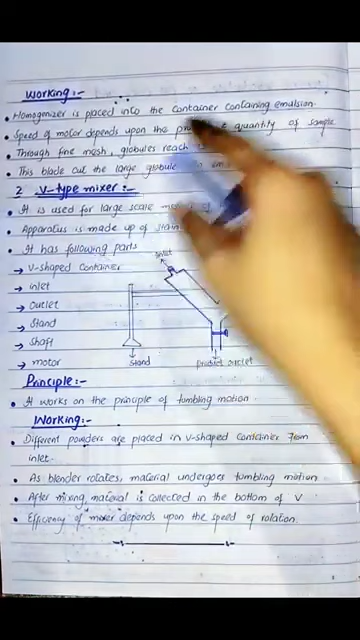 Working:-
• Homogenizer is placed into the container containing emulsion.
• Speed of motor depends upon the quantity of sample
• Through fine mesh, globules reach
• This blade cut the large globule
2 V-type mixer:-
• It is used for large scale
• Apparatus is made up of
• It has following parts
→ V-shaped container
→ inlet
→ outlet
→ Stand
→ Shaft
→ motor
inlet
Stand
product outlet
Principle:-
• It works on the principle of tumbling motion
Working:-
• Different powders are placed in V-shaped container from
inlet.
• As blender rotates, material undergoes tumbling motion
• After mixing, material is collected in the bottom of V
• Efficiency of mixer depends upon the speed of rotation.